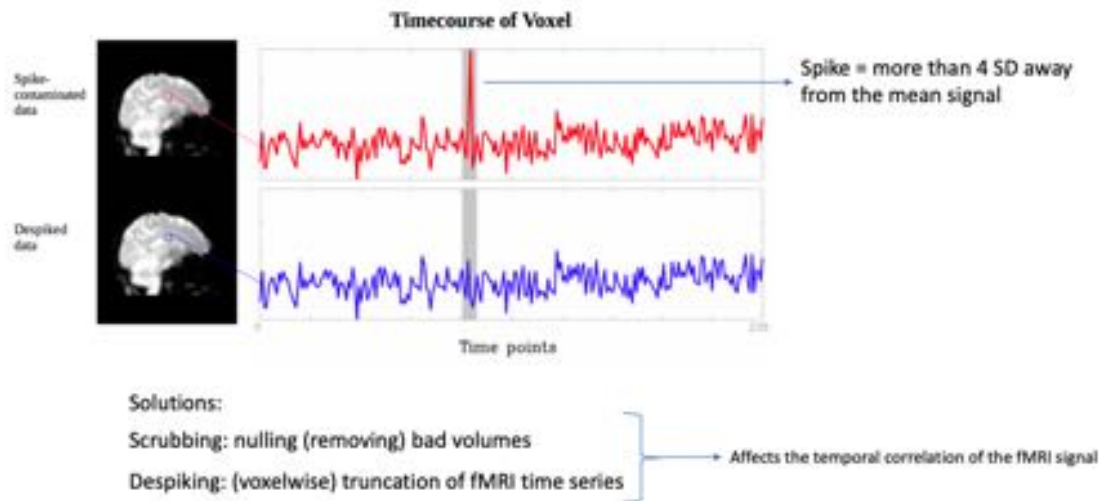 Timecourse of Voxel
Spike-
contaminated
data
Spike = more than 4 SD away
from the mean signal
Despiked
data
0
Time points
Solutions:
Scrubbing: nulling (removing) bad volumes
Despiking: (voxelwise) truncation of fMRI time series
Affects the temporal correlation of the fMRI signal